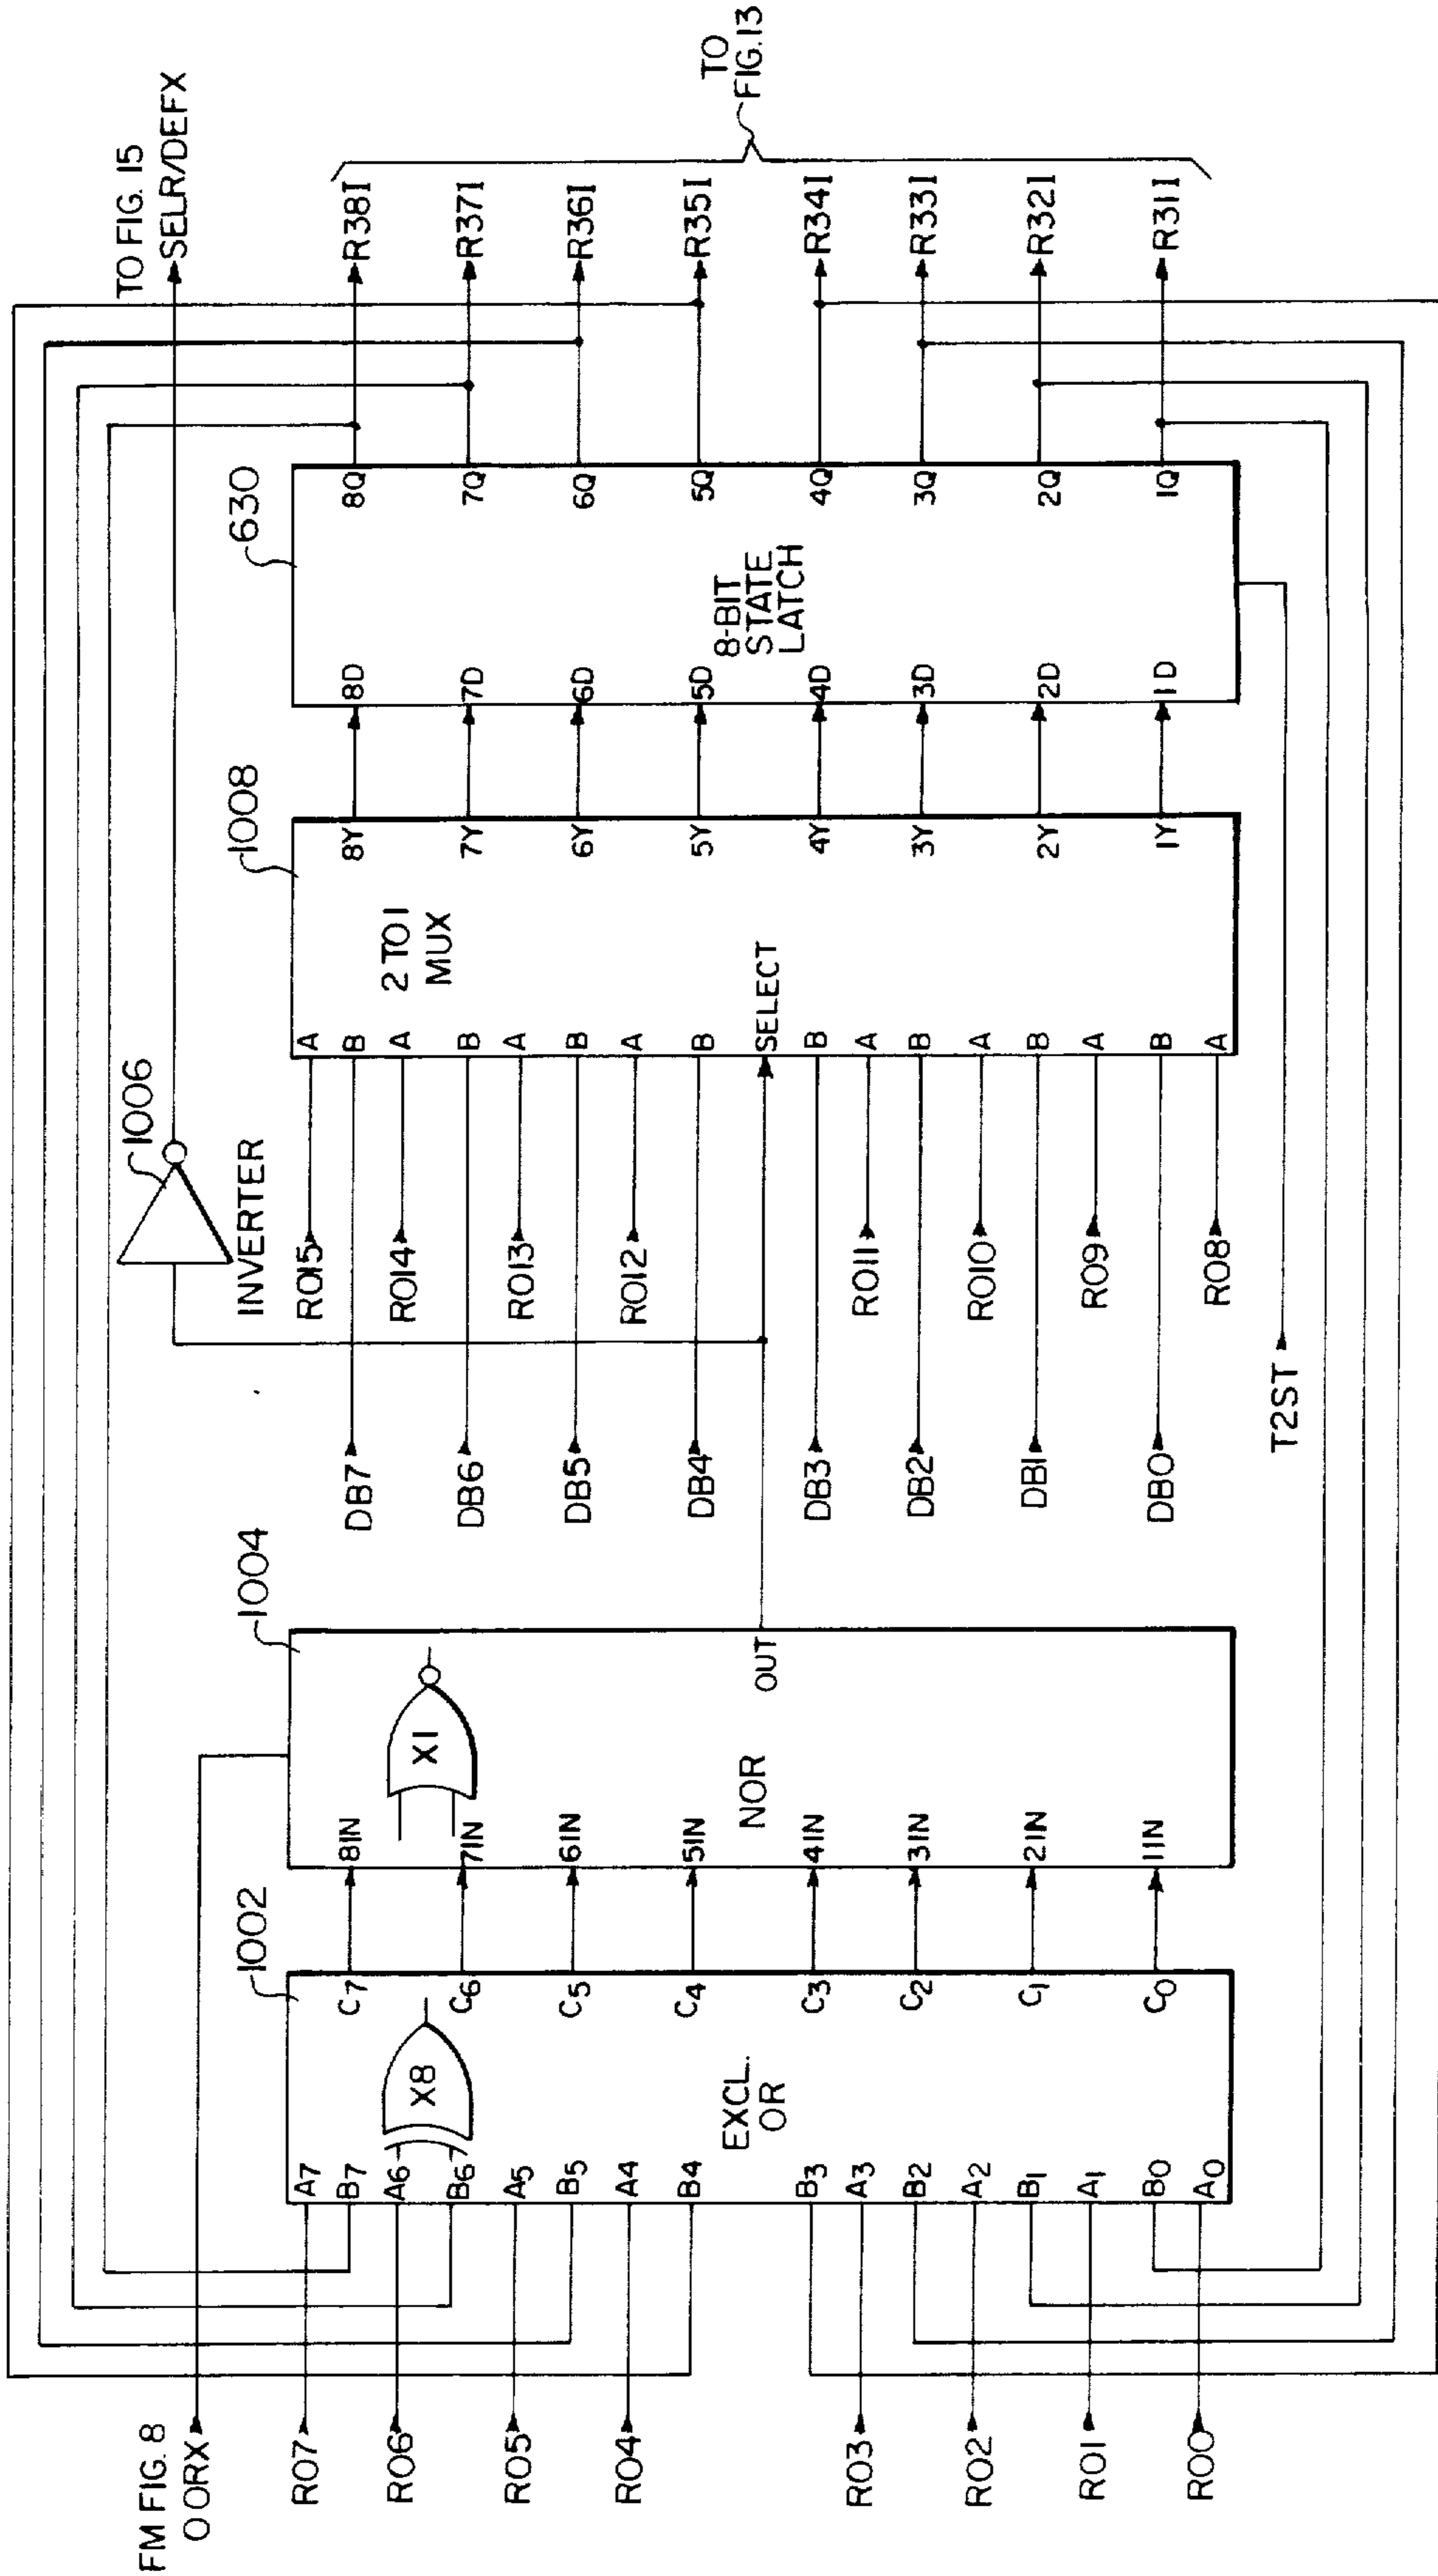 FM FIG. 8
O ORX
RO7
RO6
RO5
RO4
RO3
RO2
RO1
ROO
1002
A7
B7
A6
B6
A5
B5
A4
B4
B3
A3
B2
A2
B1
A1
B0
A0
X8
EXCL.
OR
C7
C6
C5
C4
C3
C2
C1
C0
1004
8IN
7IN
6IN
5IN
4IN
3IN
2IN
1IN
X1
NOR
OUT
DB7
DB6
DB5
DB4
DB3
DB2
DB1
DB0
T2ST
INVERTER
1006
RO15
RO14
RO13
RO12
RO11
RO10
RO9
RO8
1008
A
B
A
B
A
B
A
B
SELECT
B
A
B
A
B
A
B
A
2 TO 1
MUX
8Y
7Y
6Y
5Y
4Y
3Y
2Y
1Y
630
8D
7D
6D
5D
4D
3D
2D
1D
8-BIT
STATE
LATCH
8Q
7Q
6Q
5Q
4Q
3Q
2Q
1Q
TO FIG. 15
SELR/DEFX
R38I
R37I
R36I
R35I
R34I
R33I
R32I
R31I
TO
FIG.13